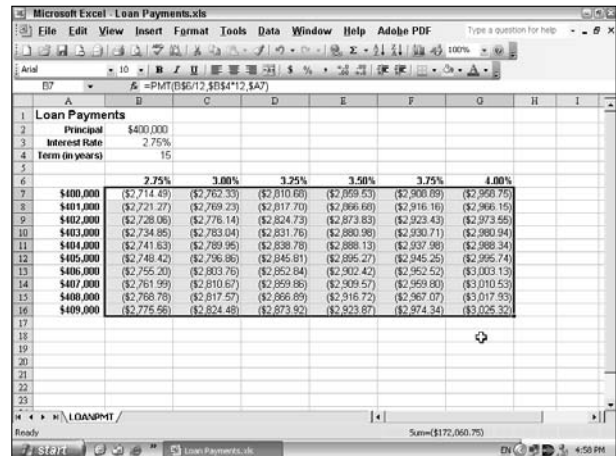 Microsoft Excel - Loan Payments.xls
File Edit View Insert Format Tools Data Window Help Adobe PDF Type a question for help
100%
Arial 10 B I U $ % ,
B7 fx =PMT(B$6/12,$B$4*12,$A7)
A B C D E F G H I
1 Loan Payments
2 Principal $400,000
3 Interest Rate 2.75%
4 Term (in years) 15
5
6 2.75% 3.00% 3.25% 3.50% 3.75% 4.00%
7 $400,000 ($2,714.49) ($2,762.33) ($2,810.68) ($2,859.53) ($2,908.89) ($2,958.75)
8 $401,000 ($2,721.27) ($2,769.23) ($2,817.70) ($2,866.68) ($2,916.16) ($2,966.15)
9 $402,000 ($2,728.06) ($2,776.14) ($2,824.73) ($2,873.83) ($2,923.43) ($2,973.55)
10 $403,000 ($2,734.85) ($2,783.04) ($2,831.76) ($2,880.98) ($2,930.71) ($2,980.94)
11 $404,000 ($2,741.63) ($2,789.95) ($2,838.78) ($2,888.13) ($2,937.98) ($2,988.34)
12 $405,000 ($2,748.42) ($2,796.86) ($2,845.81) ($2,895.27) ($2,945.25) ($2,995.74)
13 $406,000 ($2,755.20) ($2,803.76) ($2,852.84) ($2,902.42) ($2,952.52) ($3,003.13)
14 $407,000 ($2,761.99) ($2,810.67) ($2,859.86) ($2,909.57) ($2,959.80) ($3,010.53)
15 $408,000 ($2,768.78) ($2,817.57) ($2,866.89) ($2,916.72) ($2,967.07) ($3,017.93)
16 $409,000 ($2,775.56) ($2,824.48) ($2,873.92) ($2,923.87) ($2,974.34) ($3,025.32)
17
18
19
20
21
22
23
LOANPMT
Ready Sum=($172,060.75)
start Loan Payments.xls EN 4:58 PM